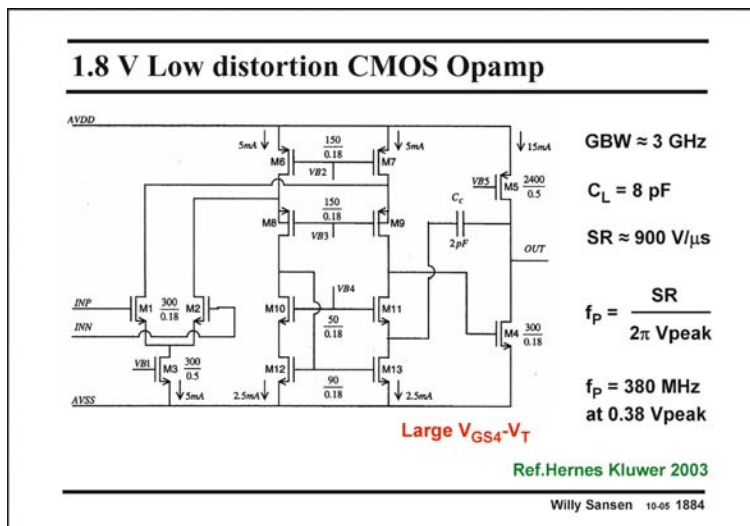 1.8 V Low distortion CMOS Opamp
AVDD
5mA
150
0.18
5mA
15mA
M6
M7
VB2
VB5
M5
2400
0.5
150
0.18
M8
M9
VB3
Cc
2pF
OUT
INP
INN
M1
300
0.18
M2
VB4
M10
M11
50
0.18
M4
300
0.18
VB1
M3
300
0.5
M12
M13
90
0.18
5mA
2.5mA
2.5mA
AVSS
Large VGS4-VT
GBW ≈ 3 GHz
CL = 8 pF
SR ≈ 900 V/μs
fP = SR / 2π Vpeak
fP = 380 MHz
at 0.38 Vpeak
Ref.Hernes Kluwer 2003
Willy Sansen 10-05 1884